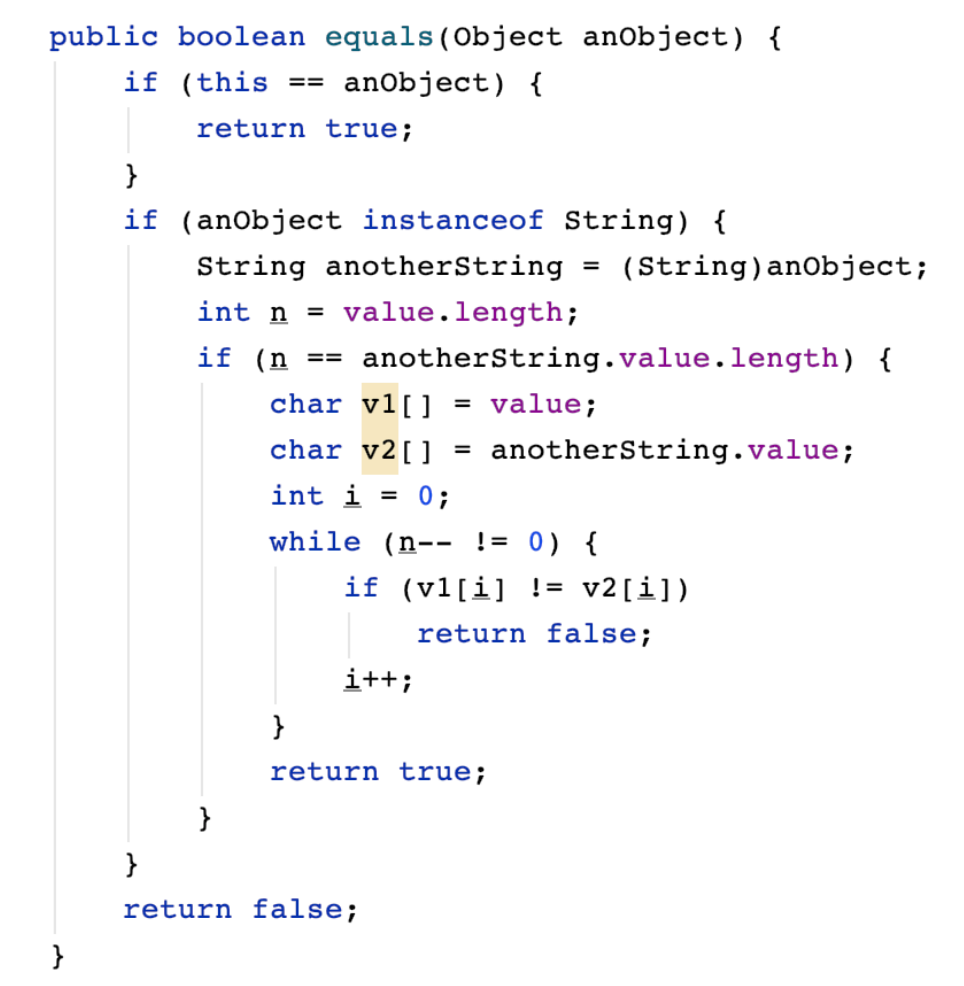 public boolean equals(Object anObject) {
    if (this == anObject) {
        return true;
    }
    if (anObject instanceof String) {
        String anotherString = (String)anObject;
        int n = value.length;
        if (n == anotherString.value.length) {
            char v1[] = value;
            char v2[] = anotherString.value;
            int i = 0;
            while (n-- != 0) {
                if (v1[i] != v2[i])
                    return false;
                i++;
            }
            return true;
        }
    }
    return false;
}